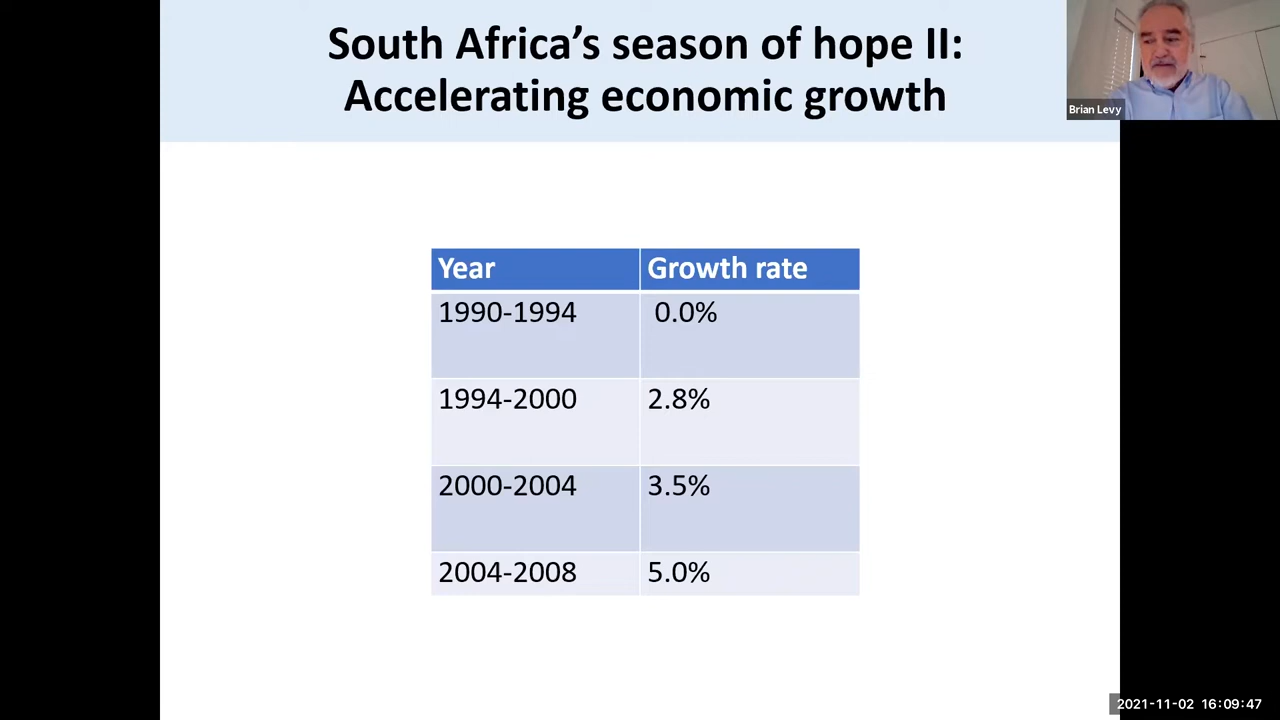 South Africa’s season of hope II:
Accelerating economic growth
Brian Levy
Year Growth rate
1990-1994 0.0%
1994-2000 2.8%
2000-2004 3.5%
2004-2008 5.0%
2021-11-02 16:09:47